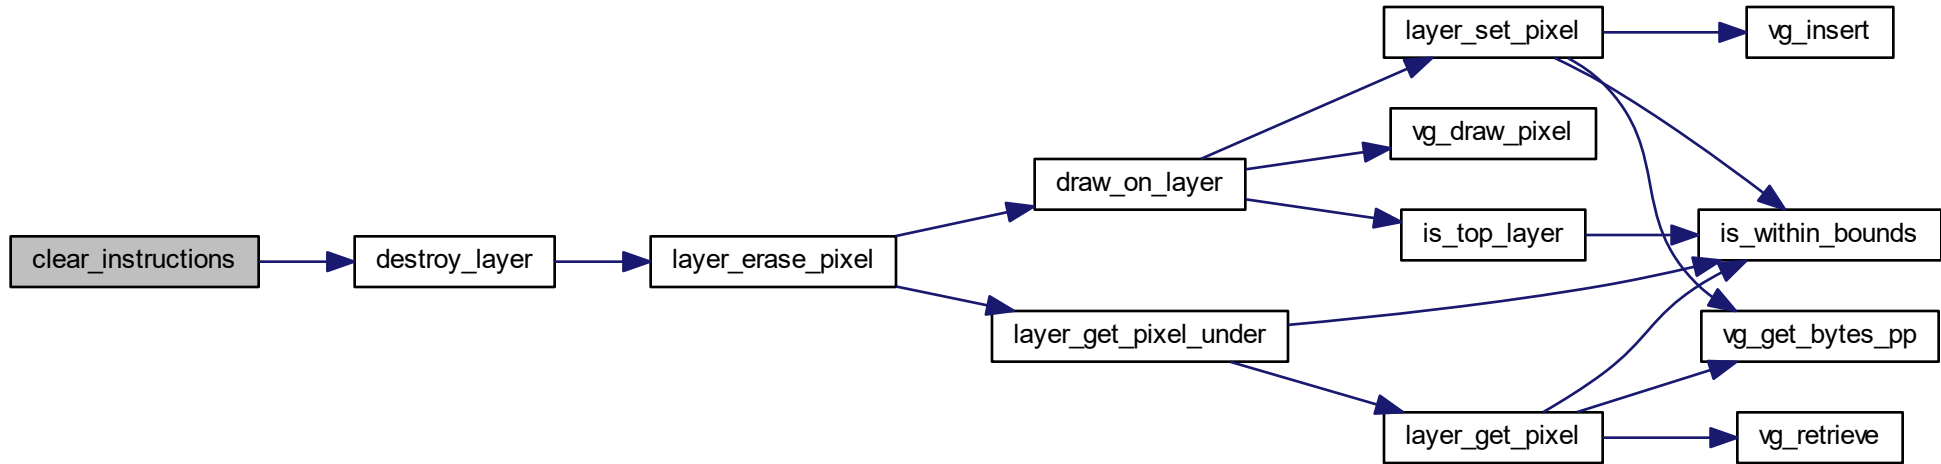 clear_instructions
destroy_layer
layer_erase_pixel
draw_on_layer
layer_get_pixel_under
layer_set_pixel
vg_draw_pixel
is_top_layer
layer_get_pixel
vg_insert
is_within_bounds
vg_get_bytes_pp
vg_retrieve